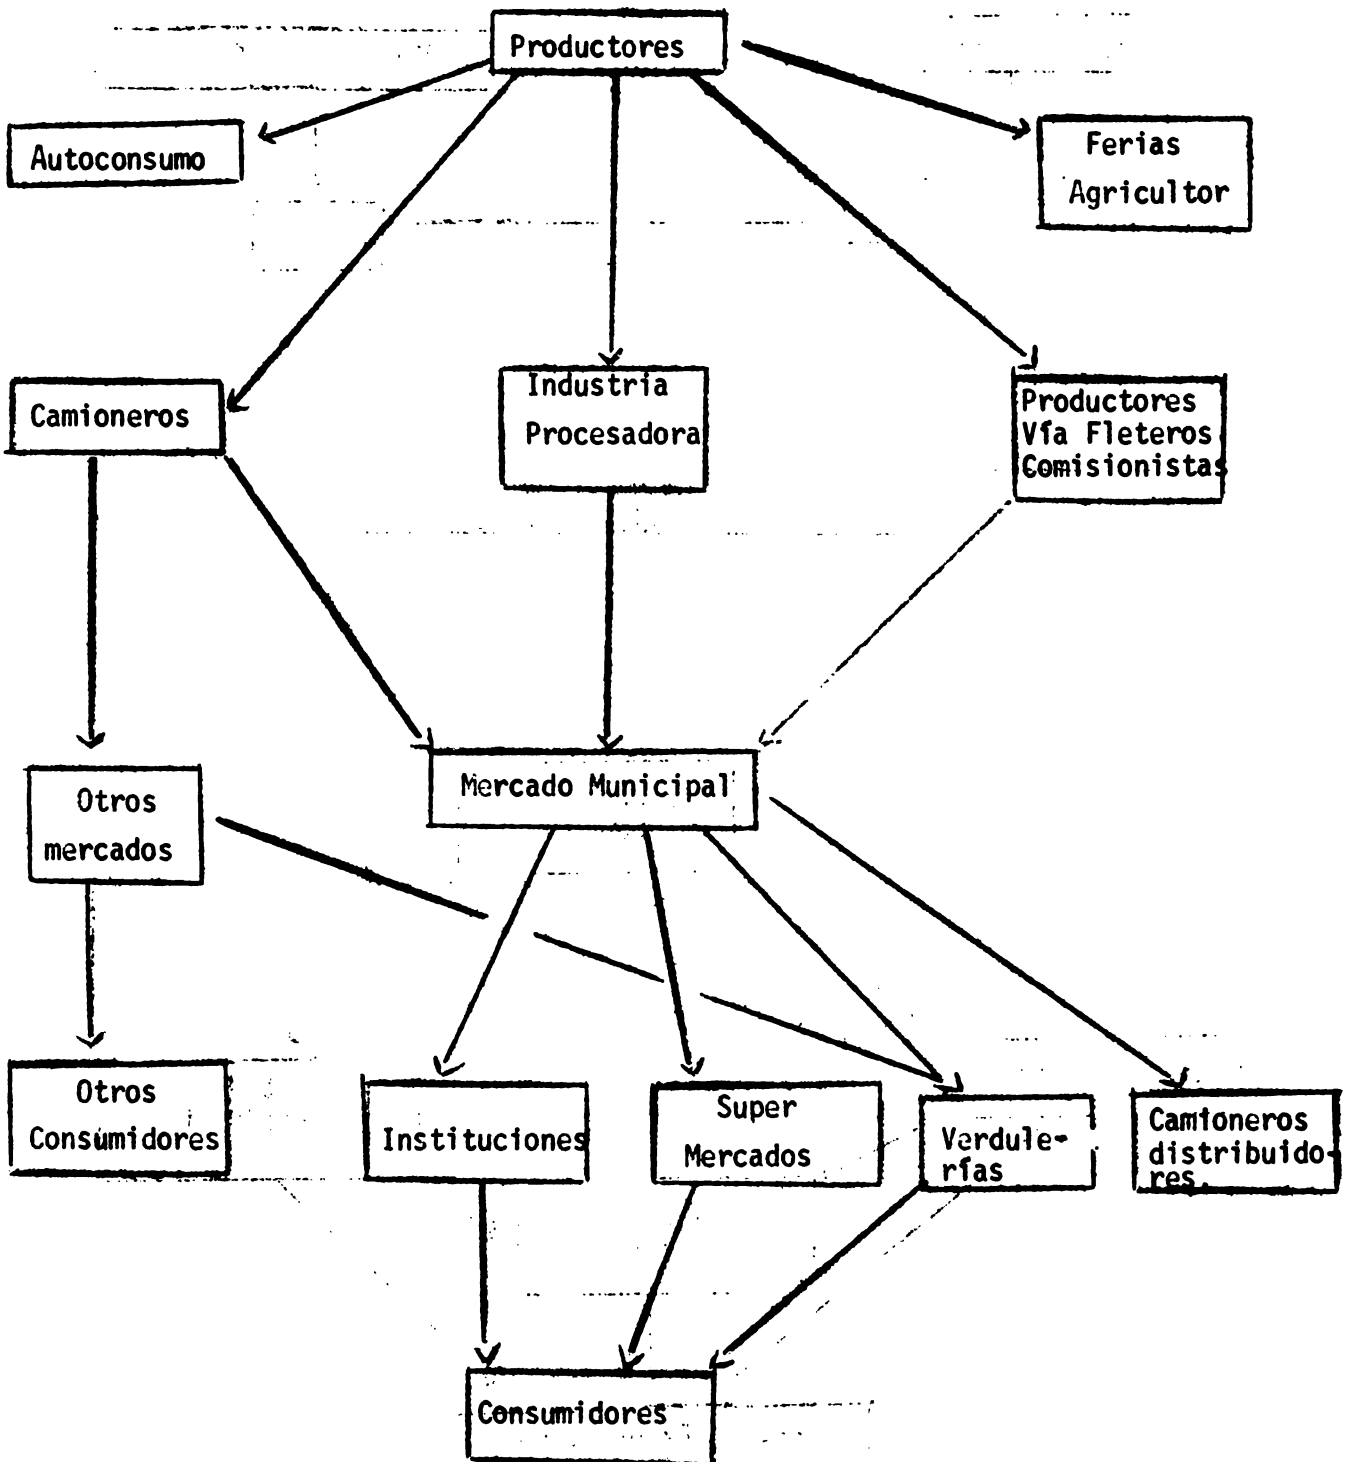 Productores
Autoconsumo
Ferias
Agricultor
Camioneros
Industria
Procesadora
Productores
Vía Fleteros
Comisionistas
Mercado Municipal
Otros
mercados
Otros
Consumidores
Instituciones
Super
Mercados
Verdule-
rías
Camioneros
distribuido-
res.
Consumidores